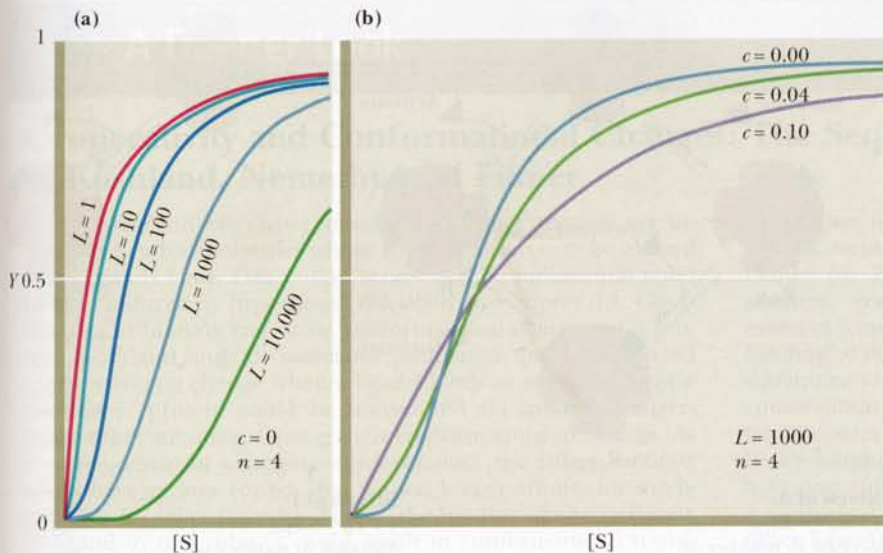 (a)
(b)
1
Y 0.5
0
L = 1
L = 10
L = 100
L = 1000
L = 10,000
c = 0
n = 4
[S]
c = 0.00
c = 0.04
c = 0.10
L = 1000
n = 4
[S]